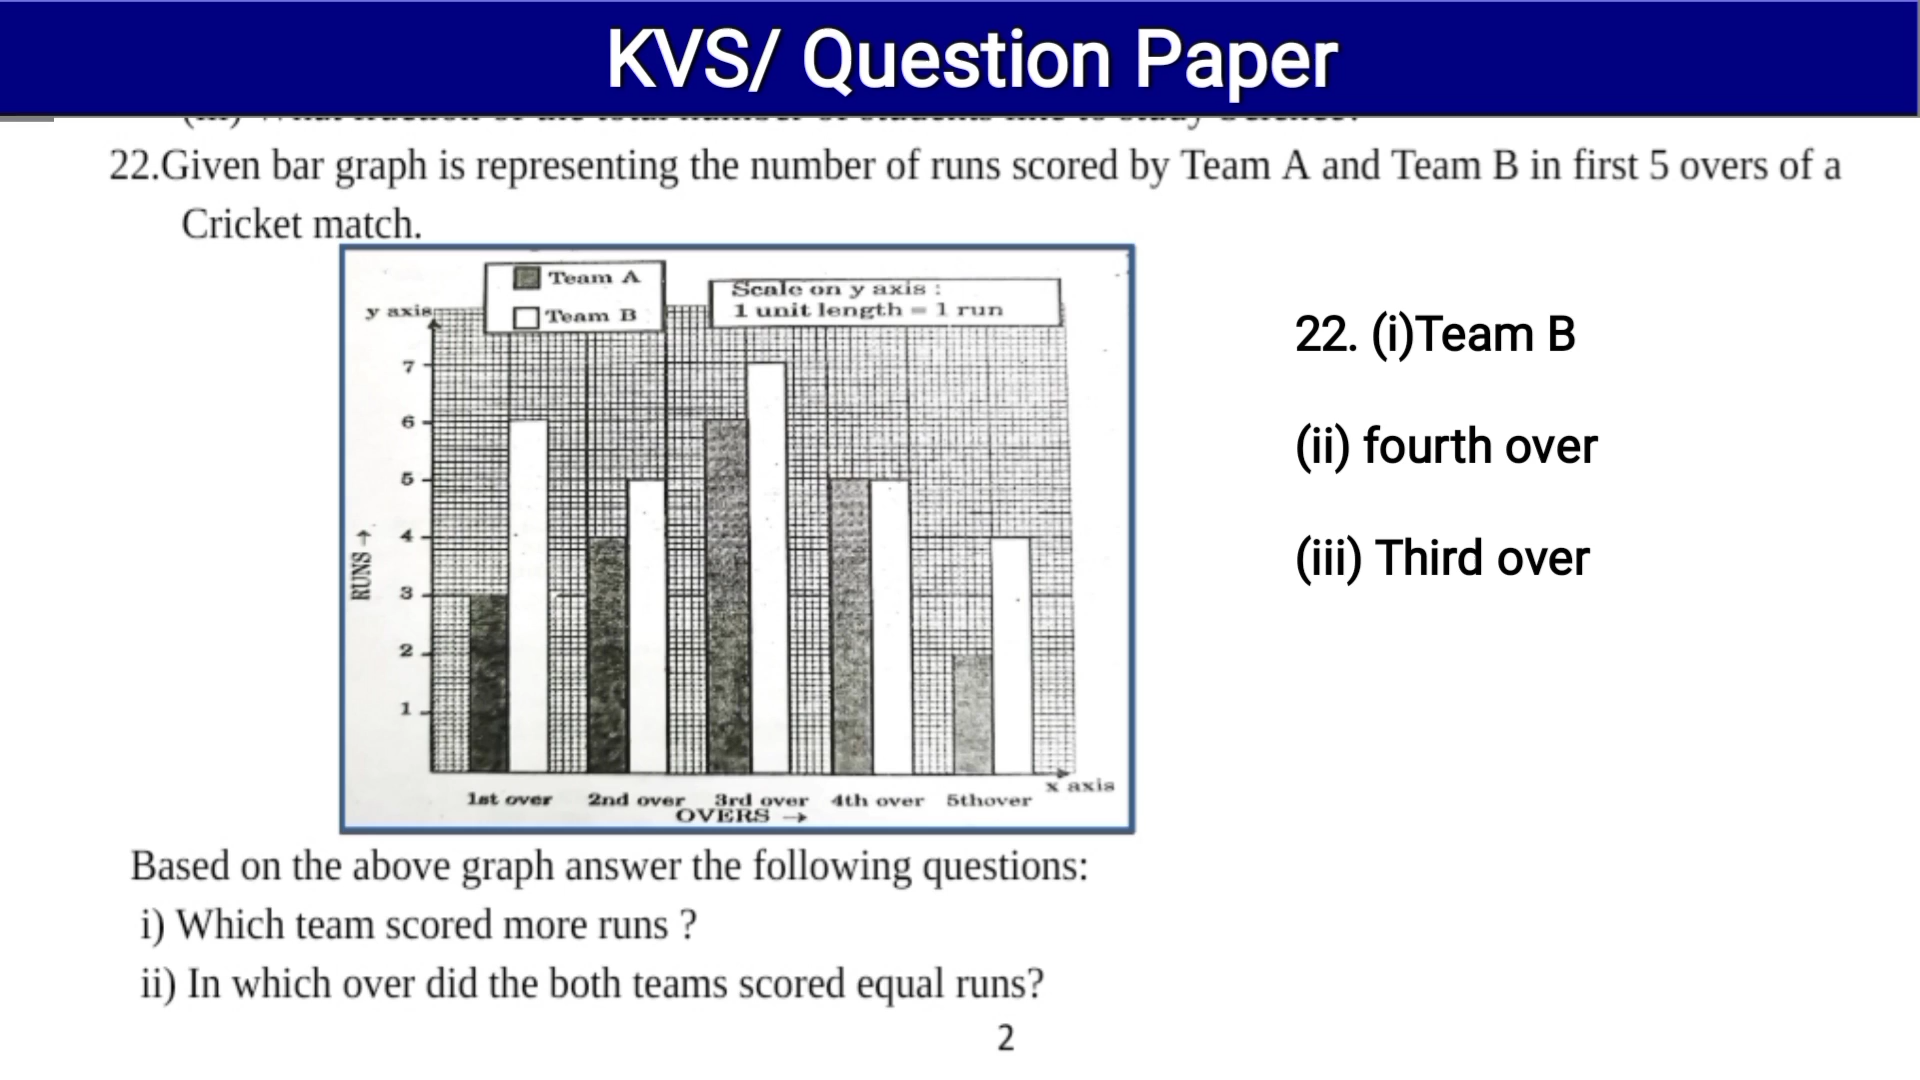 KVS/ Question Paper
22.Given bar graph is representing the number of runs scored by Team A and Team B in first 5 overs of a
Cricket match.
Team A
Team B
Scale on y axis :
1 unit length = 1 run
y axis
7
6
5
4
3
2
1
RUNS →
1st over 2nd over 3rd over 4th over 5thover
x axis
OVERS →
22. (i)Team B
(ii) fourth over
(iii) Third over
Based on the above graph answer the following questions:
i) Which team scored more runs ?
ii) In which over did the both teams scored equal runs?
2